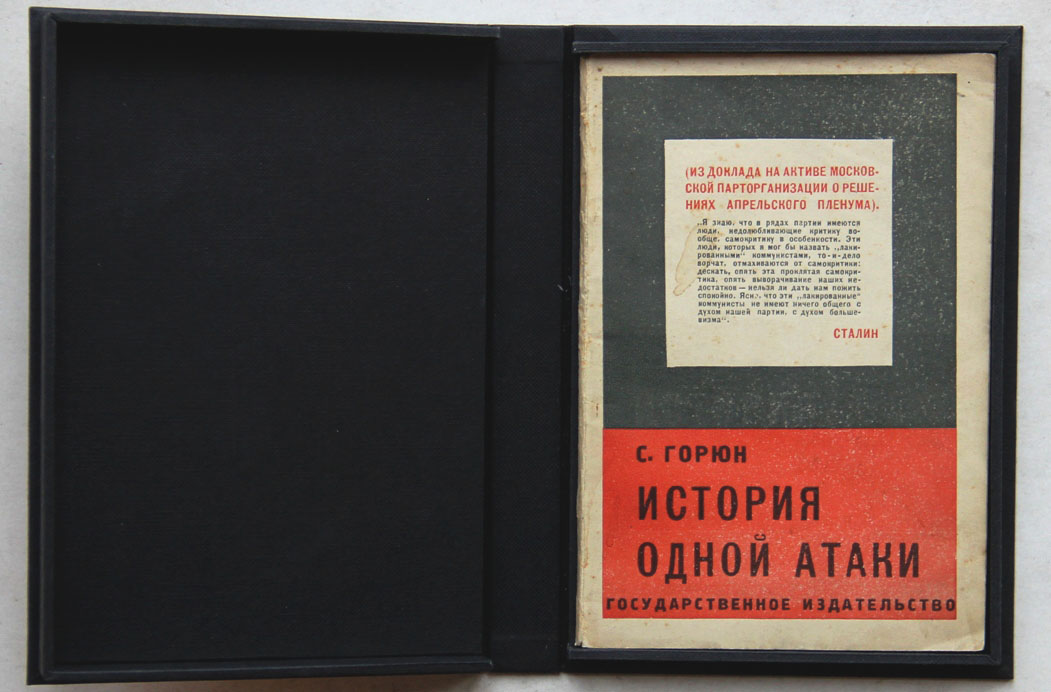 (ИЗ ДОКЛАДА НА АКТИВЕ МОСКОВ-
СКОЙ ПАРТОРГАНИЗАЦИИ О РЕШЕ-
НИЯХ АПРЕЛЬСКОГО ПЛЕНУМА).
„Я знаю, что в рядах партии имеются
люди, недолюбливающие критику во-
обще, самокритику в особенности. Эти
люди, которых я мог бы назвать „лаки-
рованными“ коммунистами, то-и-дело
ворчат, отмахиваются от самокритики:
дескать, опять эта проклятая самокри-
тика, опять выворачивание наших не-
достатков — нельзя ли дать нам пожить
спокойно. Ясно, что эти „лакированные“
коммунисты не имеют ничего общего с
духом нашей партии, с духом больше-
визма“.
СТАЛИН
С. ГОРЮН
ИСТОРИЯ
ОДНОЙ АТАКИ
ГОСУДАРСТВЕННОЕ ИЗДАТЕЛЬСТВО